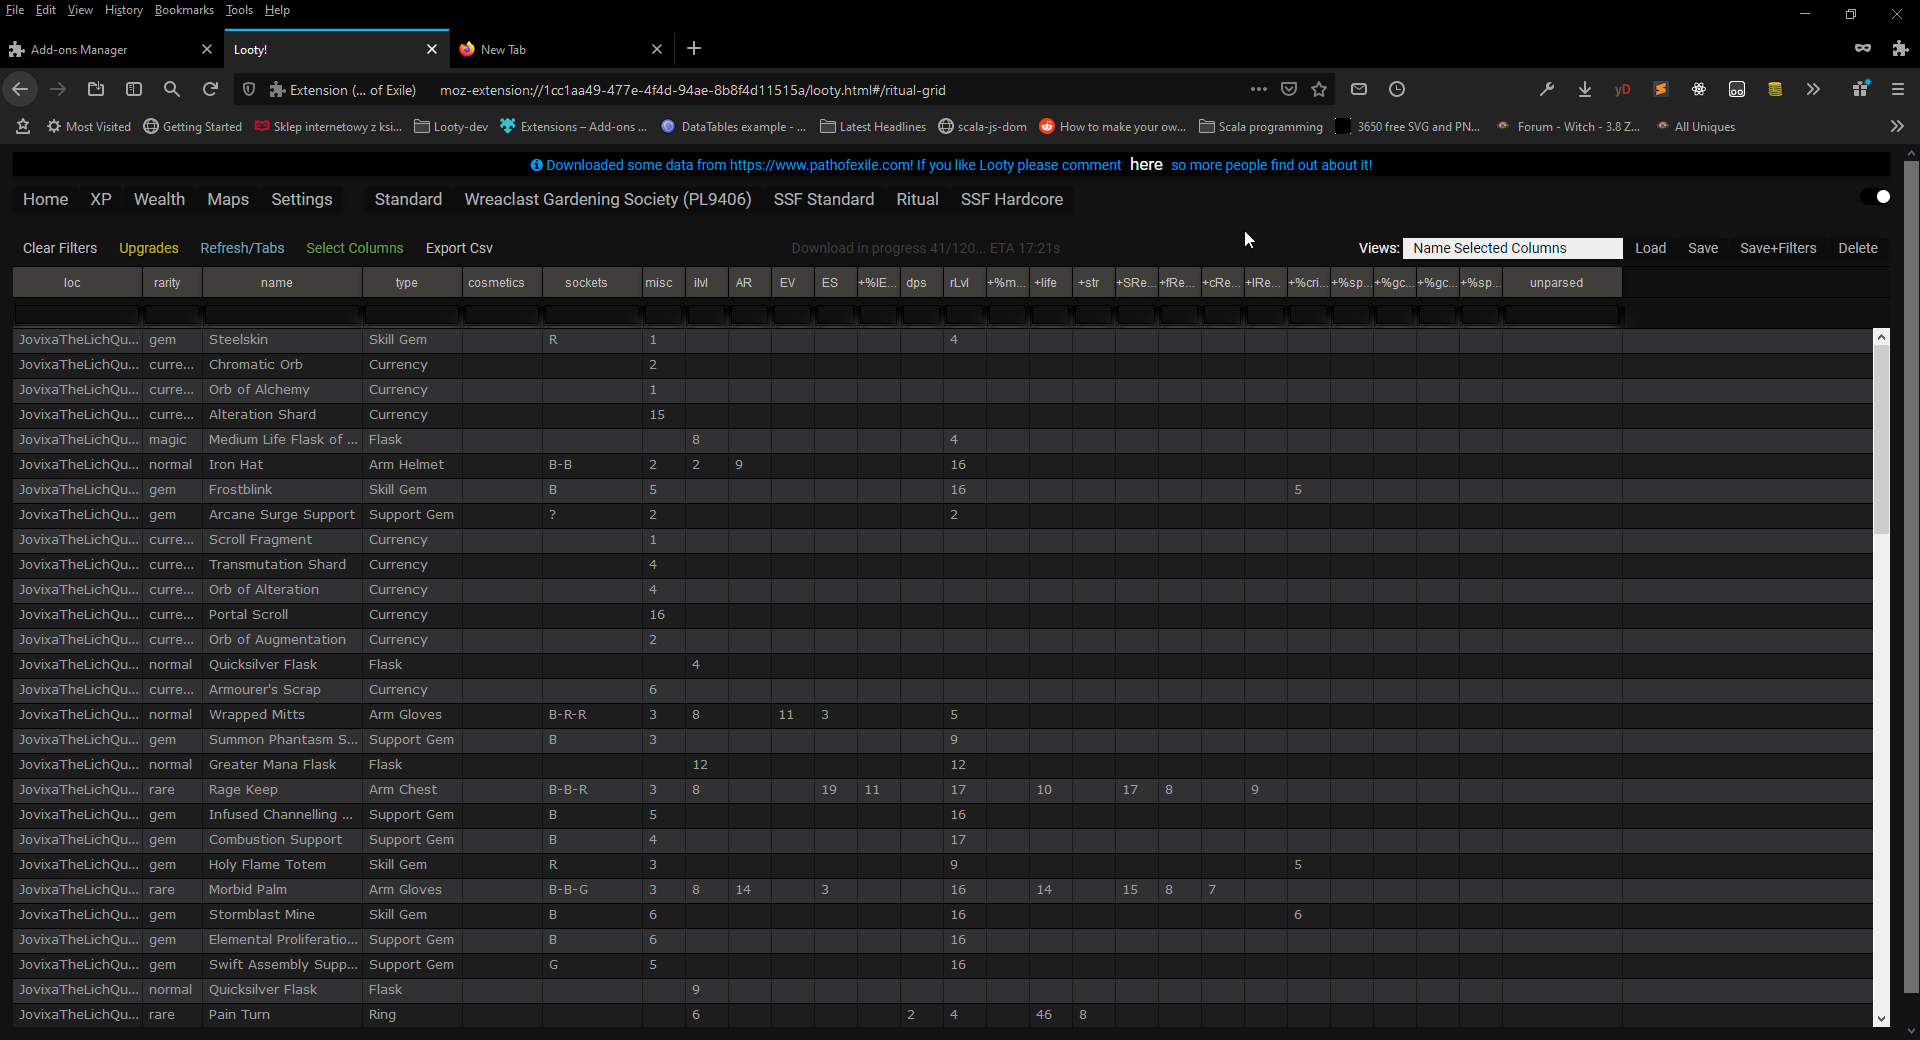 File Edit View History Bookmarks Tools Help
Add-ons Manager Looty! New Tab
Extension (... of Exile) moz-extension://1cc1aa49-477e-4f4d-94ae-8b8f4d11515a/looty.html#/ritual-grid
Most Visited Getting Started Sklep internetowy z ksi... Looty-dev Extensions – Add-ons ... DataTables example - ... Latest Headlines scala-js-dom How to make your ow... Scala programming 3650 free SVG and PN... Forum - Witch - 3.8 Z... All Uniques
Downloaded some data from https://www.pathofexile.com! If you like Looty please comment here so more people find out about it!
Home XP Wealth Maps Settings Standard Wreaclast Gardening Society (PL9406) SSF Standard Ritual SSF Hardcore
Clear Filters Upgrades Refresh/Tabs Select Columns Export Csv Download in progress 41/120... ETA 17:21s Views: Name Selected Columns Load Save Save+Filters Delete
loc rarity name type cosmetics sockets misc ilvl AR EV ES +%IE... dps rLvl +%m... +life +str +SRe... +fRe... +cRe... +lRe... +%cri... +%sp... +%gc... +%gc... +%sp... unparsed
JovixaTheLichQu... gem Steelskin Skill Gem R 1 4
JovixaTheLichQu... curre... Chromatic Orb Currency 2
JovixaTheLichQu... curre... Orb of Alchemy Currency 1
JovixaTheLichQu... curre... Alteration Shard Currency 15
JovixaTheLichQu... magic Medium Life Flask of ... Flask 8 4
JovixaTheLichQu... normal Iron Hat Arm Helmet B-B 2 2 9 16
JovixaTheLichQu... gem Frostblink Skill Gem B 5 16 5
JovixaTheLichQu... gem Arcane Surge Support Support Gem ? 2 2
JovixaTheLichQu... curre... Scroll Fragment Currency 1
JovixaTheLichQu... curre... Transmutation Shard Currency 4
JovixaTheLichQu... curre... Orb of Alteration Currency 4
JovixaTheLichQu... curre... Portal Scroll Currency 16
JovixaTheLichQu... curre... Orb of Augmentation Currency 2
JovixaTheLichQu... normal Quicksilver Flask Flask 4
JovixaTheLichQu... curre... Armourer's Scrap Currency 6
JovixaTheLichQu... normal Wrapped Mitts Arm Gloves B-R-R 3 8 11 3 5
JovixaTheLichQu... gem Summon Phantasm S... Support Gem B 3 9
JovixaTheLichQu... normal Greater Mana Flask Flask 12 12
JovixaTheLichQu... rare Rage Keep Arm Chest B-B-R 3 8 19 11 17 10 17 8 9
JovixaTheLichQu... gem Infused Channelling ... Support Gem B 5 16
JovixaTheLichQu... gem Combustion Support Support Gem B 4 17
JovixaTheLichQu... gem Holy Flame Totem Skill Gem R 3 9 5
JovixaTheLichQu... rare Morbid Palm Arm Gloves B-B-G 3 8 14 3 16 14 15 8 7
JovixaTheLichQu... gem Stormblast Mine Skill Gem B 6 16 6
JovixaTheLichQu... gem Elemental Proliferatio... Support Gem B 6 16
JovixaTheLichQu... gem Swift Assembly Supp... Support Gem G 5 16
JovixaTheLichQu... normal Quicksilver Flask Flask 9
JovixaTheLichQu... rare Pain Turn Ring 6 2 4 46 8